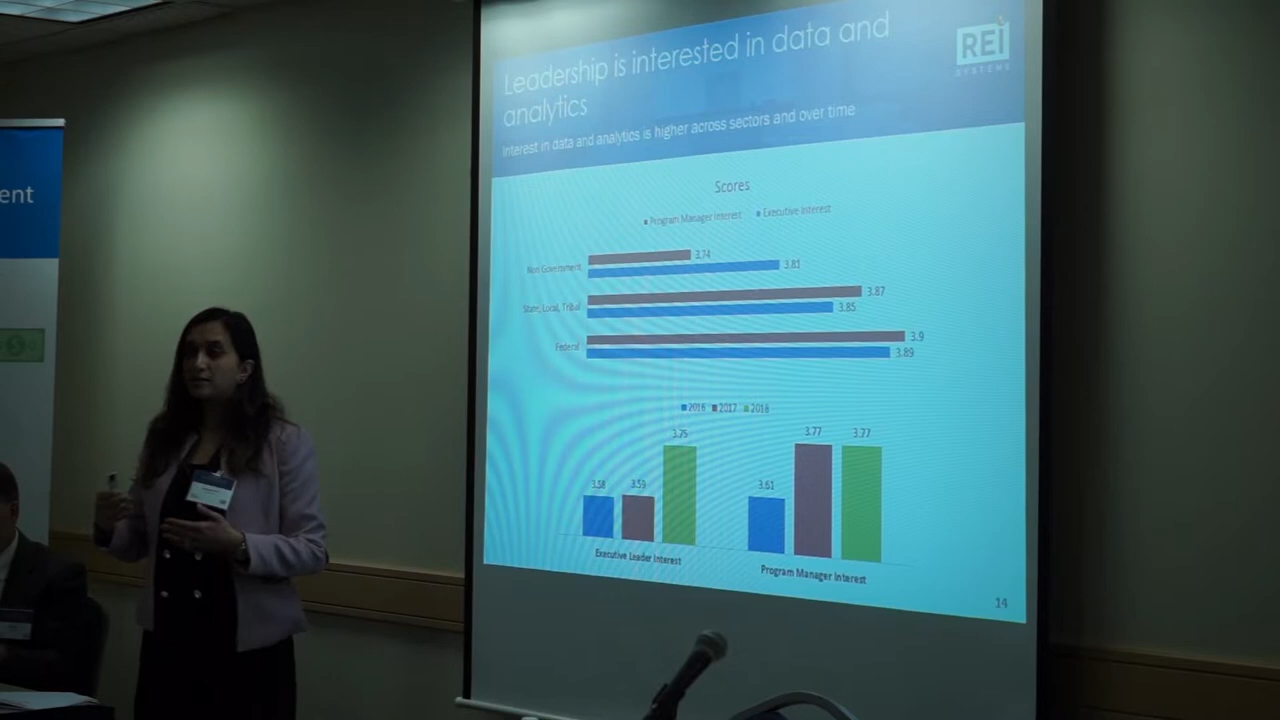 ent
Leadership is interested in data and
analytics
Interest in data and analytics is higher across sectors and over time
REI
SYSTEMS
Scores
Program Manager Interert
Executive Interest
Non Government
3.74
3.81
State, Local, Tribal
3.87
3.85
Federal
3.9
3.89
2016 2017 2018
3.58
3.59
3.75
3.61
3.77
3.77
Executive Leader Interest
Program Manager Interest
14